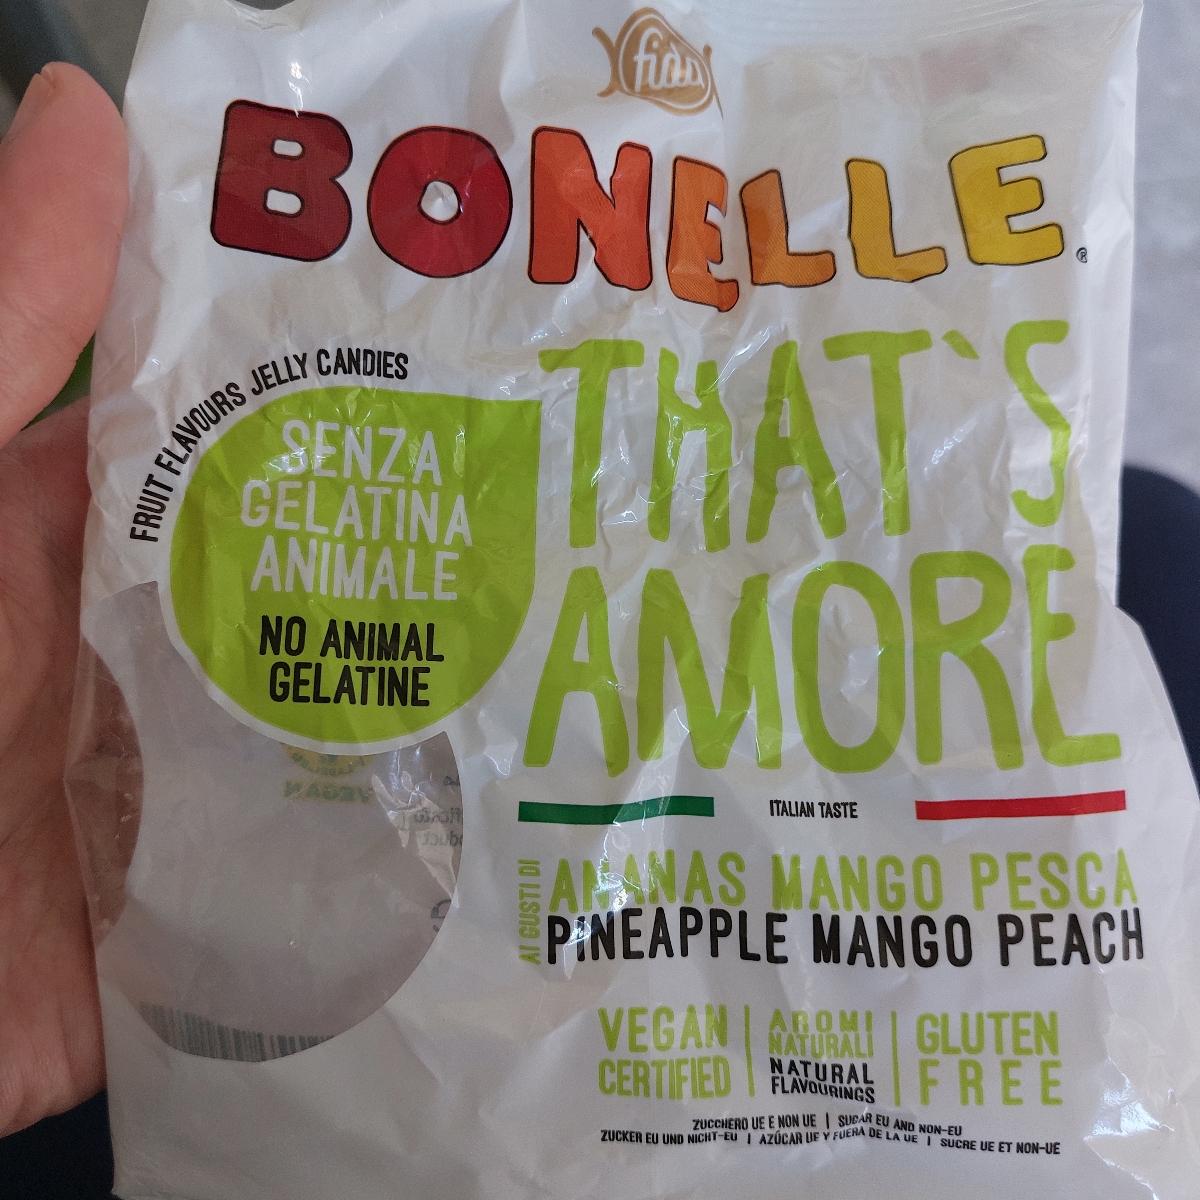 fida
BONELLE®
FRUIT FLAVOURS JELLY CANDIES
SENZA
GELATINA
ANIMALE
NO ANIMAL
GELATINE
THAT`S
AMORE
ITALIAN TASTE
AI GUSTI DI
ANANAS MANGO PESCA
PINEAPPLE MANGO PEACH
VEGAN
CERTIFIED
AROMI
NATURALI
NATURAL
FLAVOURINGS
GLUTEN
FREE
ZUCCHERO UE E NON UE | SUGAR EU AND NON-EU
ZUCKER EU UND NICHT-EU | AZÚCAR UE Y FUERA DE LA UE | SUCRE UE ET NON-UE
VEGAN